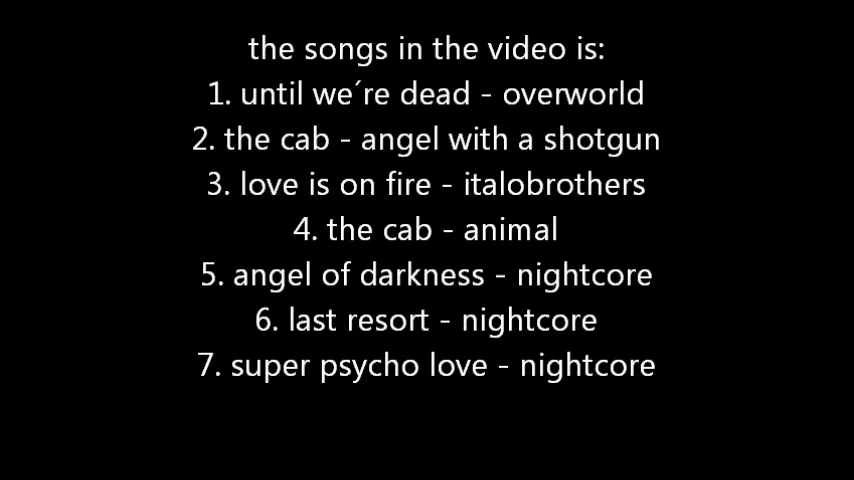 the songs in the video is:
1. until we´re dead - overworld
2. the cab - angel with a shotgun
3. love is on fire - italobrothers
4. the cab - animal
5. angel of darkness - nightcore
6. last resort - nightcore
7. super psycho love - nightcore